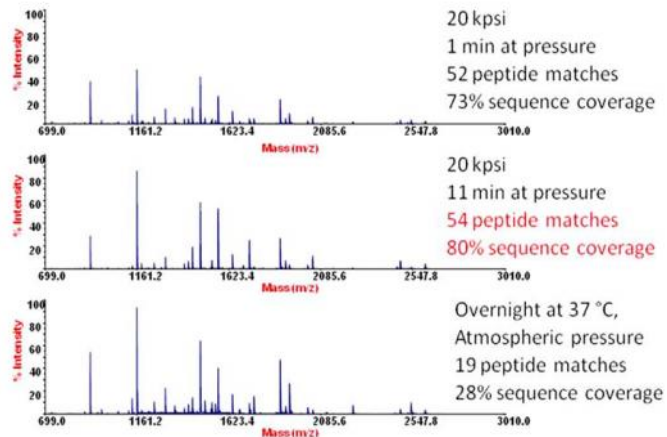 100
80
60
40
20
% Intensity
699.0 1161.2 1623.4 2085.6 2547.8 3010.0
Mass (m/z)
20 kpsi
1 min at pressure
52 peptide matches
73% sequence coverage
100
80
60
40
20
% Intensity
699.0 1161.2 1623.4 2085.6 2547.8 3010.0
Mass (m/z)
20 kpsi
11 min at pressure
54 peptide matches
80% sequence coverage
100
80
60
40
20
% Intensity
699.0 1161.2 1623.4 2085.6 2547.8 3010.0
Mass (m/z)
Overnight at 37 °C,
Atmospheric pressure
19 peptide matches
28% sequence coverage